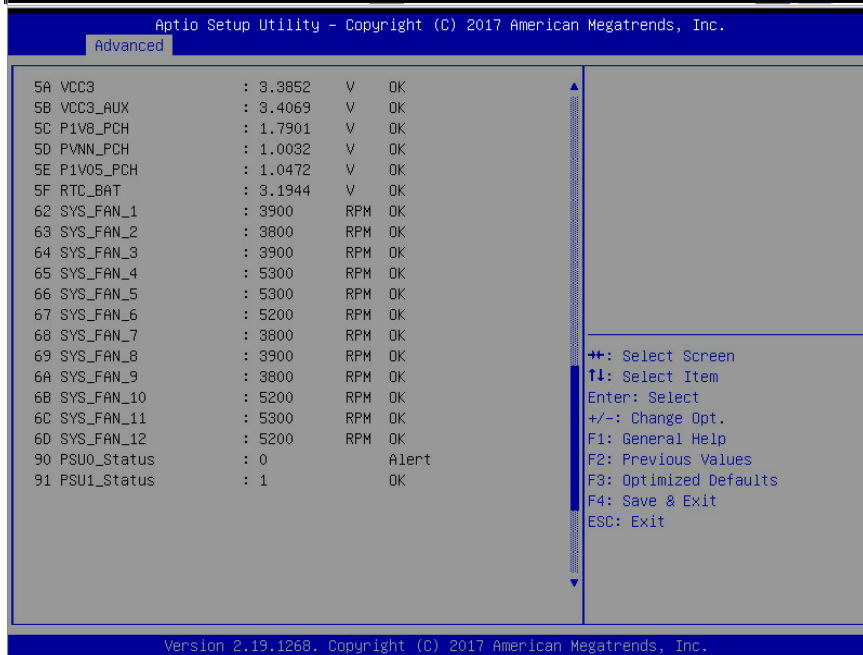 Aptio Setup Utility – Copyright (C) 2017 American Megatrends, Inc.
Advanced
5A VCC3 : 3.3852 V OK
5B VCC3_AUX : 3.4069 V OK
5C P1V8_PCH : 1.7901 V OK
5D PVNN_PCH : 1.0032 V OK
5E P1V05_PCH : 1.0472 V OK
5F RTC_BAT : 3.1944 V OK
62 SYS_FAN_1 : 3900 RPM OK
63 SYS_FAN_2 : 3800 RPM OK
64 SYS_FAN_3 : 3900 RPM OK
65 SYS_FAN_4 : 5300 RPM OK
66 SYS_FAN_5 : 5300 RPM OK
67 SYS_FAN_6 : 5200 RPM OK
68 SYS_FAN_7 : 3800 RPM OK
69 SYS_FAN_8 : 3900 RPM OK
6A SYS_FAN_9 : 3800 RPM OK
6B SYS_FAN_10 : 5200 RPM OK
6C SYS_FAN_11 : 5300 RPM OK
6D SYS_FAN_12 : 5200 RPM OK
90 PSU0_Status : 0 Alert
91 PSU1_Status : 1 OK
→←: Select Screen
↑↓: Select Item
Enter: Select
+/-: Change Opt.
F1: General Help
F2: Previous Values
F3: Optimized Defaults
F4: Save & Exit
ESC: Exit
Version 2.19.1268. Copyright (C) 2017 American Megatrends, Inc.